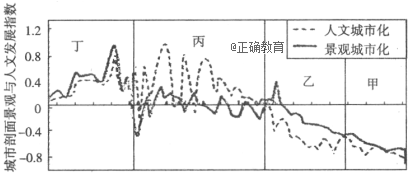 城市剖面景观与人文发展指数
1.2
0.8
0.4
0
-0.4
-0.8
丁
丙
乙
甲
人文城市化
景观城市化
@正确教育